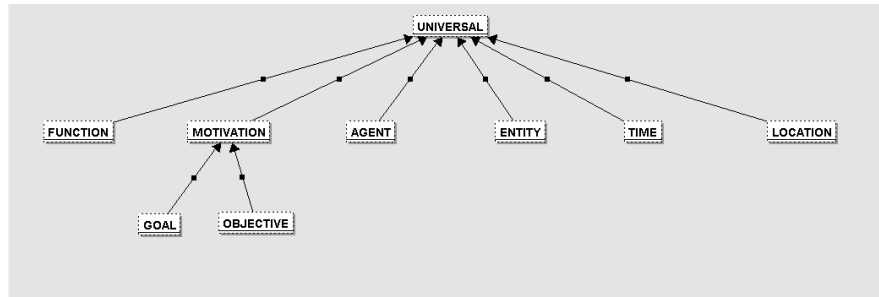 UNIVERSAL
FUNCTION MOTIVATION AGENT ENTITY TIME LOCATION
GOAL OBJECTIVE